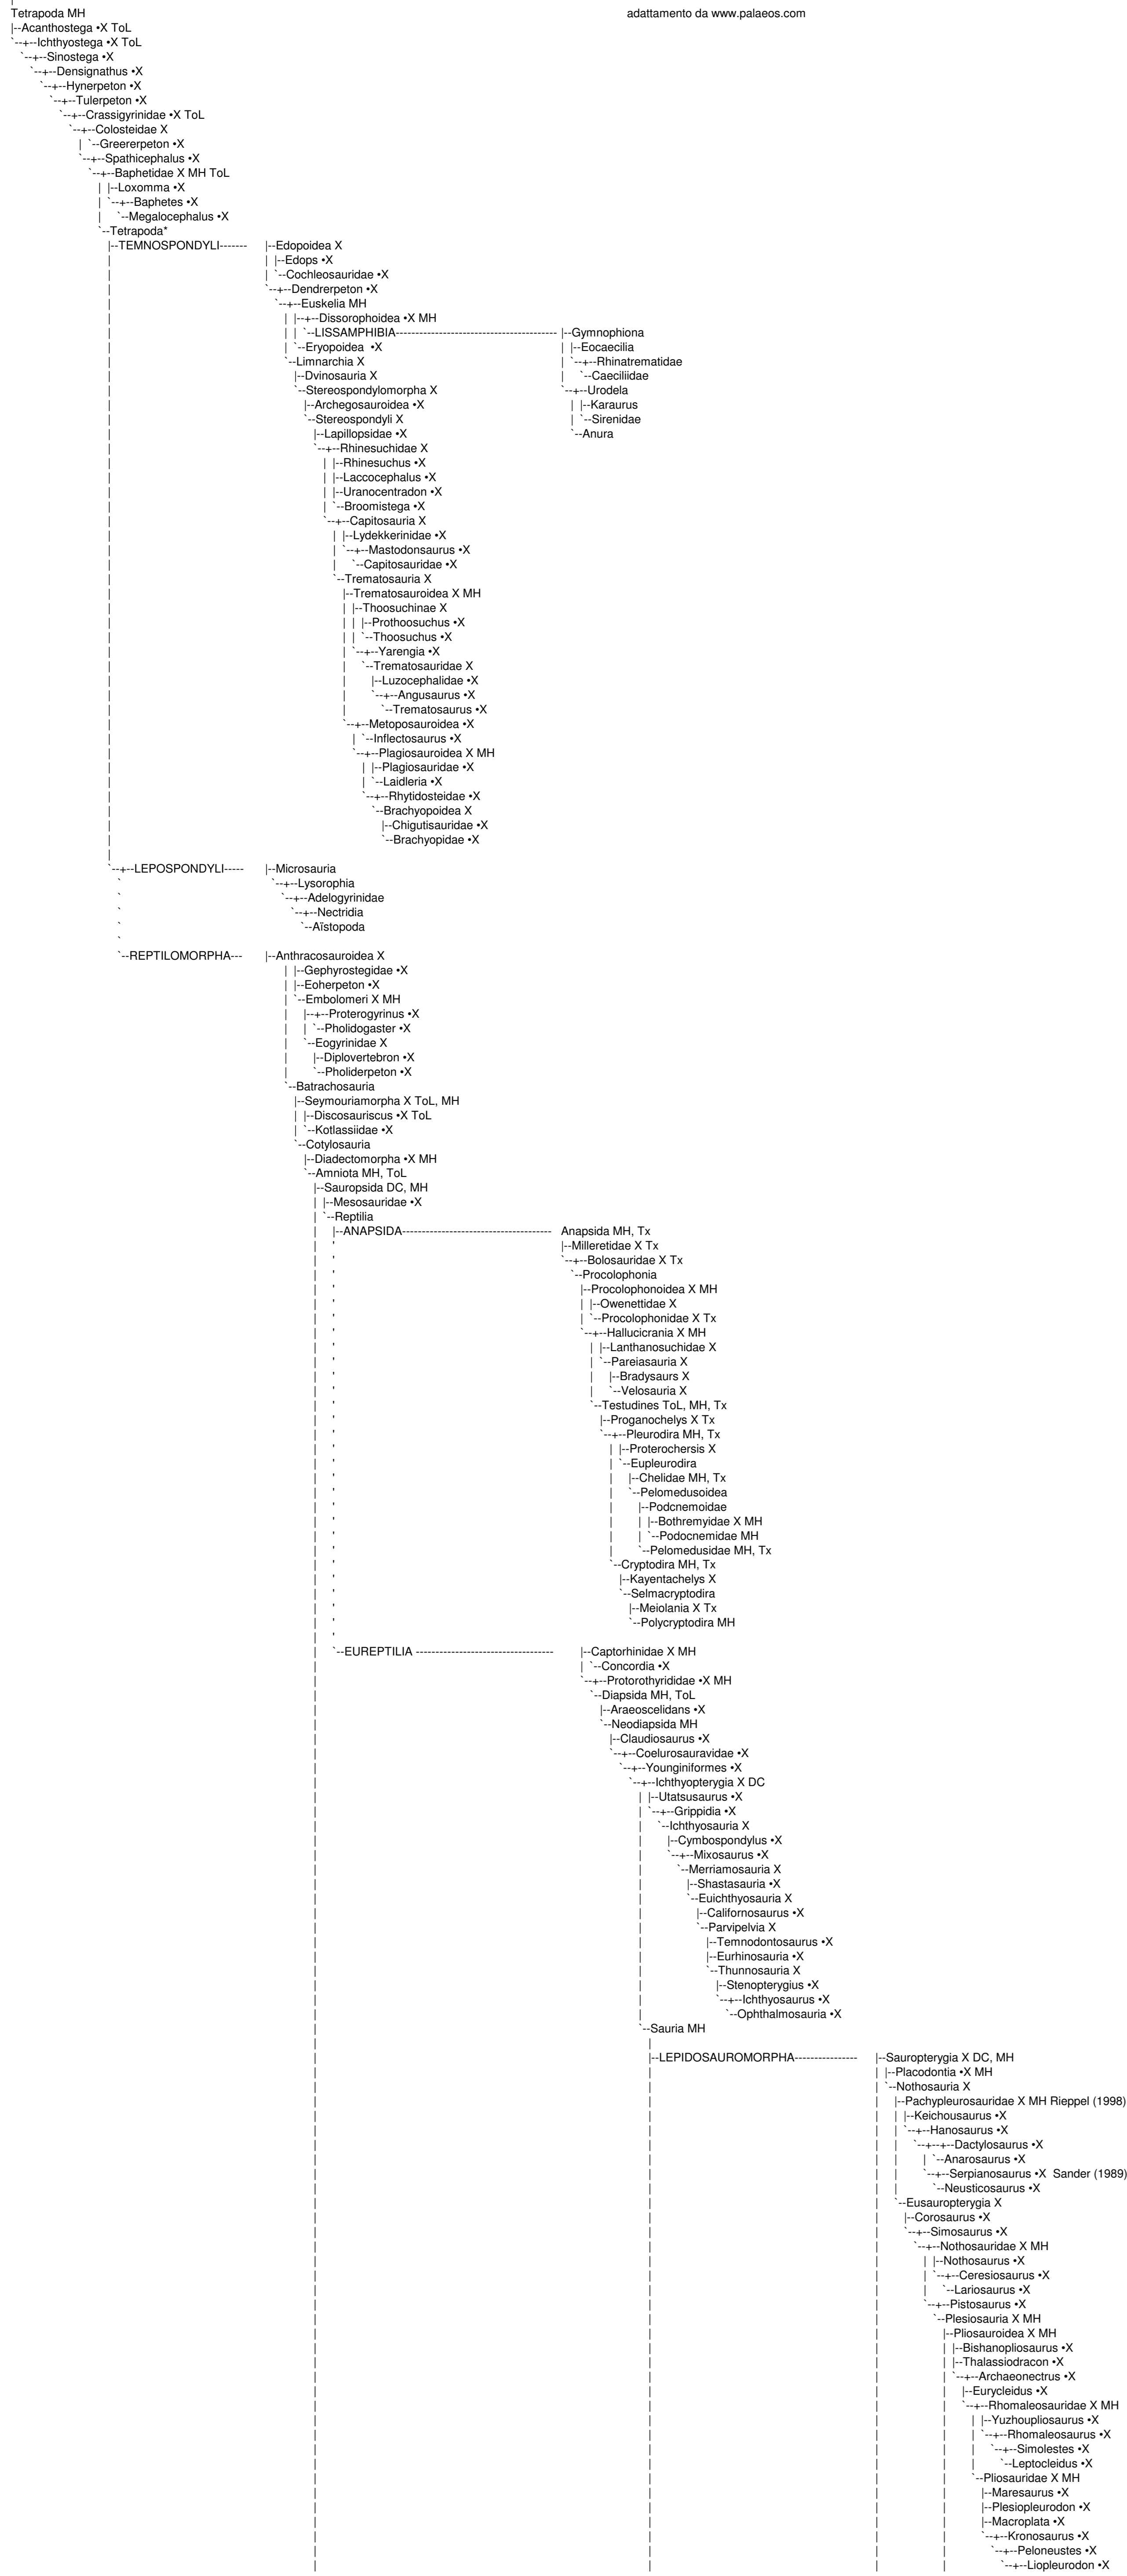 Tetrapoda MH adattamento da www.palaeos.com
|--Acanthostega •X ToL
`--+--Ichthyostega •X ToL
`--+--Sinostega •X
`--+--Densignathus •X
`--+--Hynerpeton •X
`--+--Tulerpeton •X
`--+--Crassigyrinidae •X ToL
`--+--Colosteidae X
| `--Greererpeton •X
`--+--Spathicephalus •X
`--+--Baphetidae X MH ToL
| |--Loxomma •X
| `--+--Baphetes •X
| `--Megalocephalus •X
`--Tetrapoda*
|--TEMNOSPONDYLI------- |--Edopoidea X
| | |--Edops •X
| | `--Cochleosauridae •X
| `--+--Dendrerpeton •X
| `--+--Euskelia MH
| | |--+--Dissorophoidea •X MH
| | | `--LISSAMPHIBIA----------------------------------------- |--Gymnophiona
| | `--Eryopoidea •X | |--Eocaecilia
| `--Limnarchia X | `--+--Rhinatrematidae
| |--Dvinosauria X | `--Caeciliidae
| `--Stereospondylomorpha X `--+--Urodela
| |--Archegosauroidea •X | |--Karaurus
| `--Stereospondyli X | `--Sirenidae
| |--Lapillopsidae •X `--Anura
| `--+--Rhinesuchidae X
| | |--Rhinesuchus •X
| | |--Laccocephalus •X
| | |--Uranocentradon •X
| | `--Broomistega •X
| `--+--Capitosauria X
| | |--Lydekkerinidae •X
| | `--+--Mastodonsaurus •X
| | `--Capitosauridae •X
| `--Trematosauria X
| |--Trematosauroidea X MH
| | |--Thoosuchinae X
| | | |--Prothoosuchus •X
| | | `--Thoosuchus •X
| | `--+--Yarengia •X
| | `--Trematosauridae X
| | |--Luzocephalidae •X
| | `--+--Angusaurus •X
| | `--Trematosaurus •X
| `--+--Metoposauroidea •X
| | `--Inflectosaurus •X
| `--+--Plagiosauroidea X MH
| | |--Plagiosauridae •X
| | `--Laidleria •X
| `--+--Rhytidosteidae •X
| `--Brachyopoidea X
| |--Chigutisauridae •X
| `--Brachyopidae •X
|
`--+--LEPOSPONDYLI----- |--Microsauria
` `--+--Lysorophia
` `--+--Adelogyrinidae
` `--+--Nectridia
` `--Aïstopoda
`
`--REPTILOMORPHA--- |--Anthracosauroidea X
| |--Gephyrostegidae •X
| |--Eoherpeton •X
| `--Embolomeri X MH
| |--+--Proterogyrinus •X
| | `--Pholidogaster •X
| `--Eogyrinidae X
| |--Diplovertebron •X
| `--Pholiderpeton •X
`--Batrachosauria
|--Seymouriamorpha X ToL, MH
| |--Discosauriscus •X ToL
| `--Kotlassiidae •X
`--Cotylosauria
|--Diadectomorpha •X MH
`--Amniota MH, ToL
|--Sauropsida DC, MH
| |--Mesosauridae •X
| `--Reptilia
| |--ANAPSIDA-------------------------------------- Anapsida MH, Tx
| ' |--Milleretidae X Tx
| ' `--+--Bolosauridae X Tx
| ' `--Procolophonia
| ' |--Procolophonoidea X MH
| ' | |--Owenettidae X
| ' | `--Procolophonidae X Tx
| ' `--+--Hallucicrania X MH
| ' | |--Lanthanosuchidae X
| ' | `--Pareiasauria X
| ' | |--Bradysaurs X
| ' | `--Velosauria X
| ' `--Testudines ToL, MH, Tx
| ' |--Proganochelys X Tx
| ' `--+--Pleurodira MH, Tx
| ' | |--Proterochersis X
| ' | `--Eupleurodira
| ' | |--Chelidae MH, Tx
| ' | `--Pelomedusoidea
| ' | |--Podcnemoidae
| ' | | |--Bothremyidae X MH
| ' | | `--Podocnemidae MH
| ' | `--Pelomedusidae MH, Tx
| ' `--Cryptodira MH, Tx
| ' |--Kayentachelys X
| ' `--Selmacryptodira
| ' |--Meiolania X Tx
| ' `--Polycryptodira MH
| '
| `--EUREPTILIA ----------------------------------- |--Captorhinidae X MH
| | `--Concordia •X
| `--+--Protorothyrididae •X MH
| `--Diapsida MH, ToL
| |--Araeoscelidans •X
| `--Neodiapsida MH
| |--Claudiosaurus •X
| `--+--Coelurosauravidae •X
| `--+--Younginiformes •X
| `--+--Ichthyopterygia X DC
| | |--Utatsusaurus •X
| | `--+--Grippidia •X
| | `--Ichthyosauria X
| | |--Cymbospondylus •X
| | `--+--Mixosaurus •X
| | `--Merriamosauria X
| | |--Shastasauria •X
| | `--Euichthyosauria X
| | |--Californosaurus •X
| | `--Parvipelvia X
| | |--Temnodontosaurus •X
| | |--Eurhinosauria •X
| | `--Thunnosauria X
| | |--Stenopterygius •X
| | `--+--Ichthyosaurus •X
| | `--Ophthalmosauria •X
| `--Sauria MH
| |
| |--LEPIDOSAUROMORPHA---------------- |--Sauropterygia X DC, MH
| | | |--Placodontia •X MH
| | | `--Nothosauria X
| | | |--Pachypleurosauridae X MH Rieppel (1998)
| | | | |--Keichousaurus •X
| | | | `--+--Hanosaurus •X
| | | | `--+--+--Dactylosaurus •X
| | | | | `--Anarosaurus •X
| | | | `--+--Serpianosaurus •X Sander (1989)
| | | | `--Neusticosaurus •X
| | | `--Eusauropterygia X
| | | |--Corosaurus •X
| | | `--+--Simosaurus •X
| | | `--+--Nothosauridae X MH
| | | | |--Nothosaurus •X
| | | | `--+--Ceresiosaurus •X
| | | | `--Lariosaurus •X
| | | `--+--Pistosaurus •X
| | | `--Plesiosauria X MH
| | | |--Pliosauroidea X MH
| | | | |--Bishanopliosaurus •X
| | | | |--Thalassiodracon •X
| | | | `--+--Archaeonectrus •X
| | | | |--Eurycleidus •X
| | | | `--+--Rhomaleosauridae X MH
| | | | | |--Yuzhoupliosaurus •X
| | | | | `--+--Rhomaleosaurus •X
| | | | | `--+--Simolestes •X
| | | | | `--Leptocleidus •X
| | | | `--Pliosauridae X MH
| | | | |--Maresaurus •X
| | | | |--Plesiopleurodon •X
| | | | |--Macroplata •X
| | | | `--+--Kronosaurus •X
| | | | `--+--Peloneustes •X
| | | | `--+--Liopleurodon •X